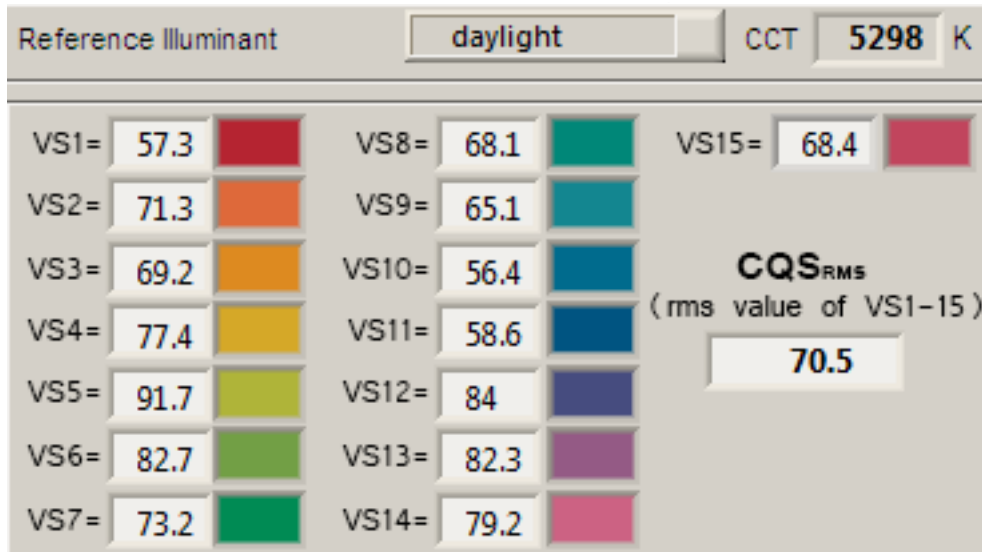 Reference Illuminant daylight CCT 5298 K
VS1= 57.3 VS8= 68.1 VS15= 68.4
VS2= 71.3 VS9= 65.1
VS3= 69.2 VS10= 56.4 CQSRMS
VS4= 77.4 VS11= 58.6 (rms value of VS1-15)
VS5= 91.7 VS12= 84 70.5
VS6= 82.7 VS13= 82.3
VS7= 73.2 VS14= 79.2